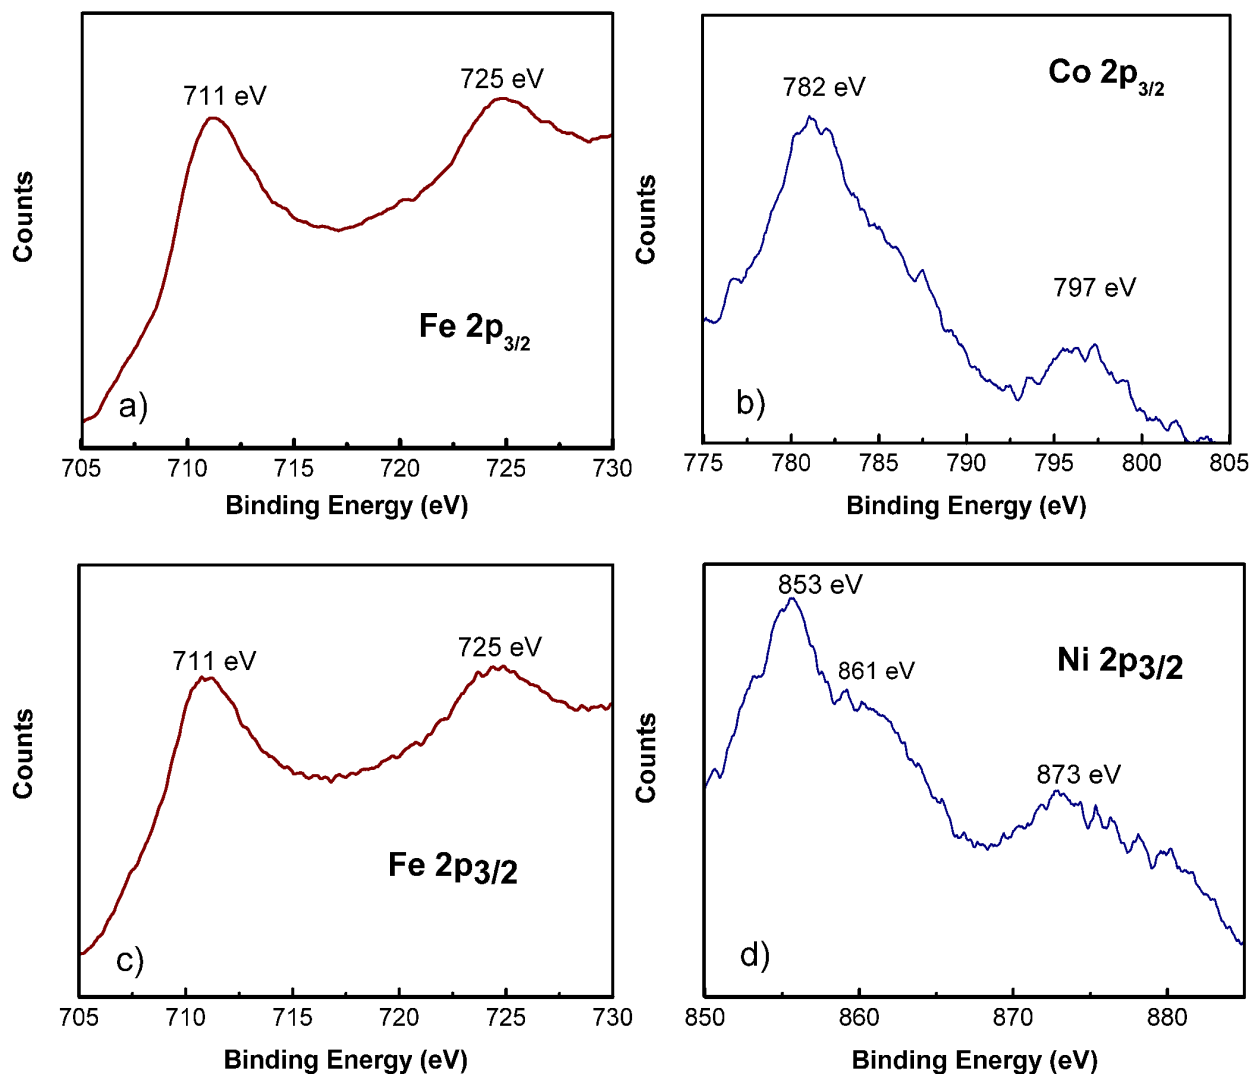 711 eV
725 eV
Fe 2p3/2
a)
Counts
705
711
715
720
725
730
Binding Energy (eV)
782 eV
Co 2p3/2
797 eV
b)
Counts
775
781
785
790
795
800
805
Binding Energy (eV)
711 eV
725 eV
Fe 2p3/2
c)
Counts
705
711
715
720
725
730
Binding Energy (eV)
853 eV
861 eV
Ni 2p3/2
873 eV
d)
Counts
850
860
870
880
Binding Energy (eV)